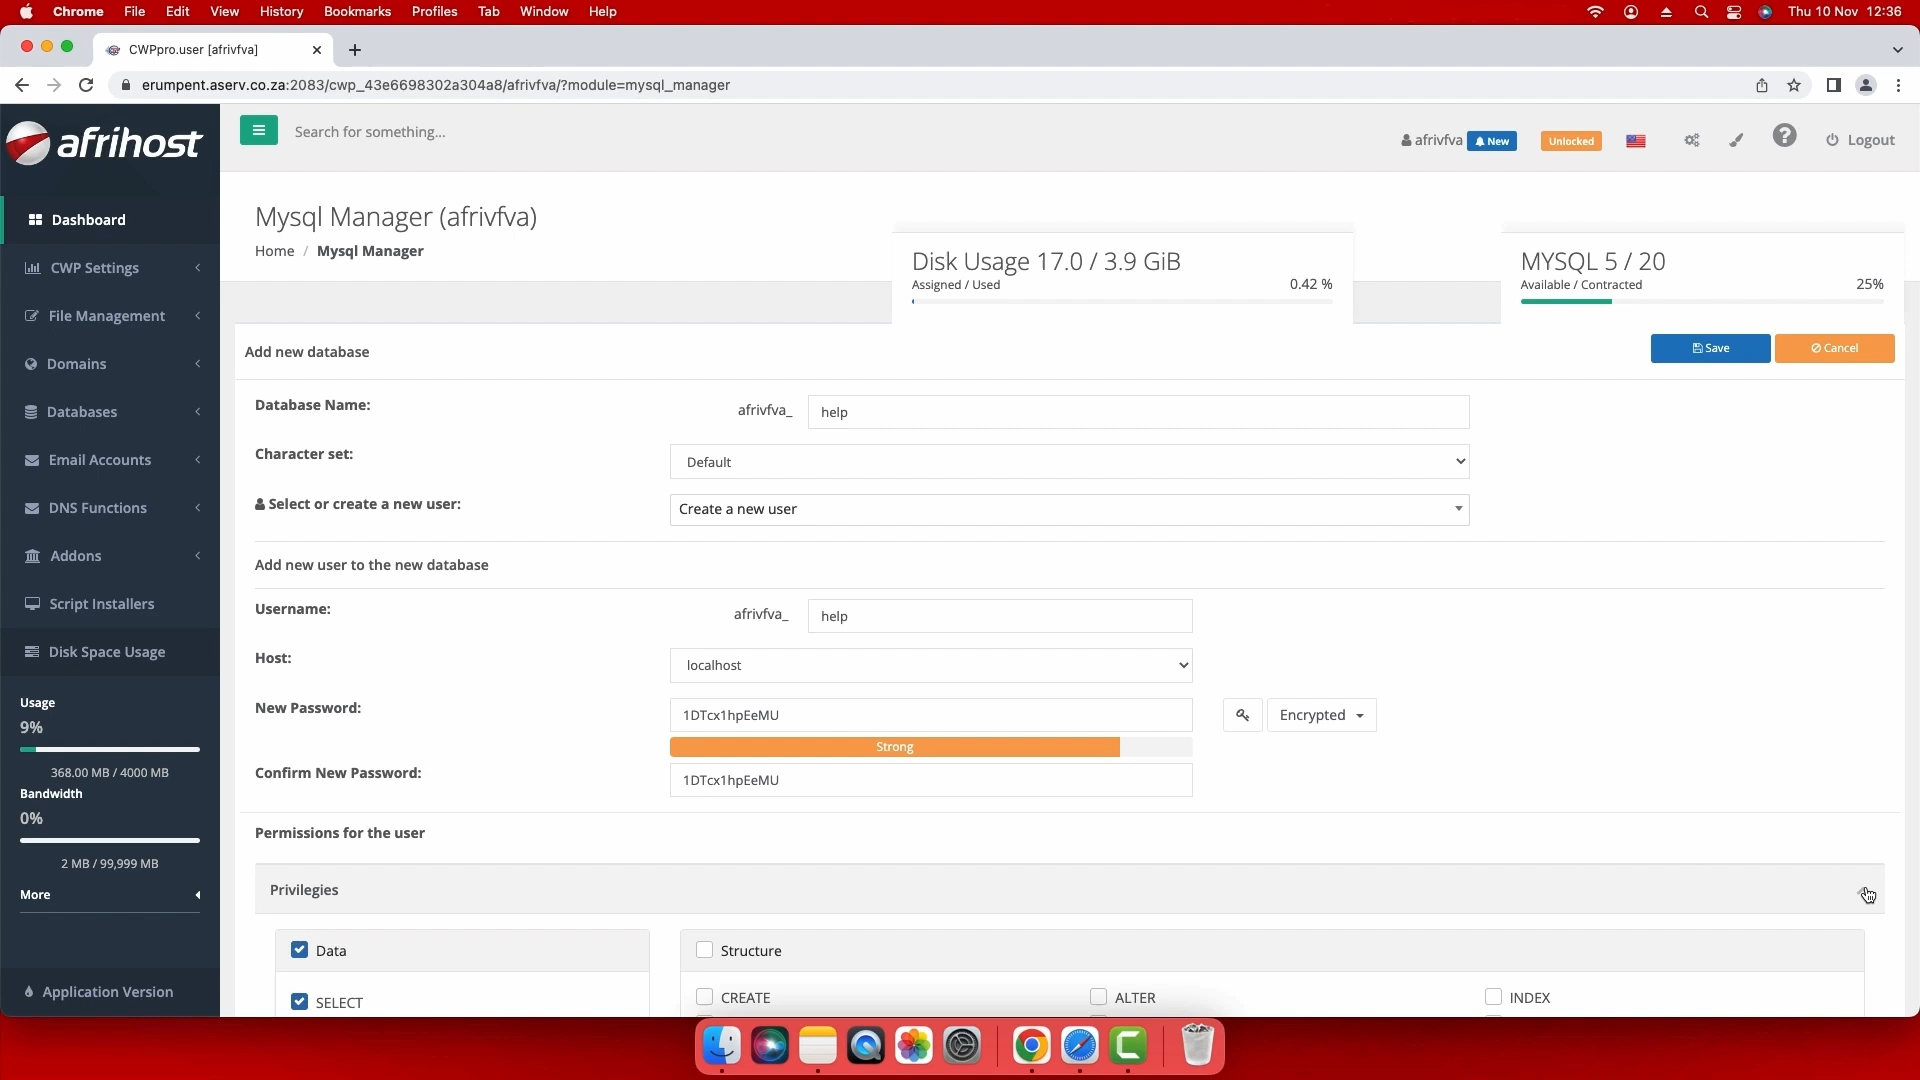 Chrome File Edit View History Bookmarks Profiles Tab Window Help Thu 10 Nov 12:36
CWPpro.user [afrivfva]
erumpent.aserv.co.za:2083/cwp_43e6698302a304a8/afrivfva/?module=mysql_manager
afrihost
Search for something...
afrivfva New Unlocked Logout
Dashboard
CWP Settings
File Management
Domains
Databases
Email Accounts
DNS Functions
Addons
Script Installers
Disk Space Usage
Usage
9%
368.00 MB / 4000 MB
Bandwidth
0%
2 MB / 99,999 MB
More
Application Version
Mysql Manager (afrivfva)
Home / Mysql Manager
Disk Usage 17.0 / 3.9 GiB
Assigned / Used 0.42 %
MYSQL 5 / 20
Available / Contracted 25%
Add new database
Save Cancel
Database Name: afrivfva_ help
Character set: Default
Select or create a new user: Create a new user
Add new user to the new database
Username: afrivfva_ help
Host: localhost
New Password: 1DTcx1hpEeMU Encrypted
Strong
Confirm New Password: 1DTcx1hpEeMU
Permissions for the user
Privilegies
Data Structure
SELECT CREATE ALTER INDEX